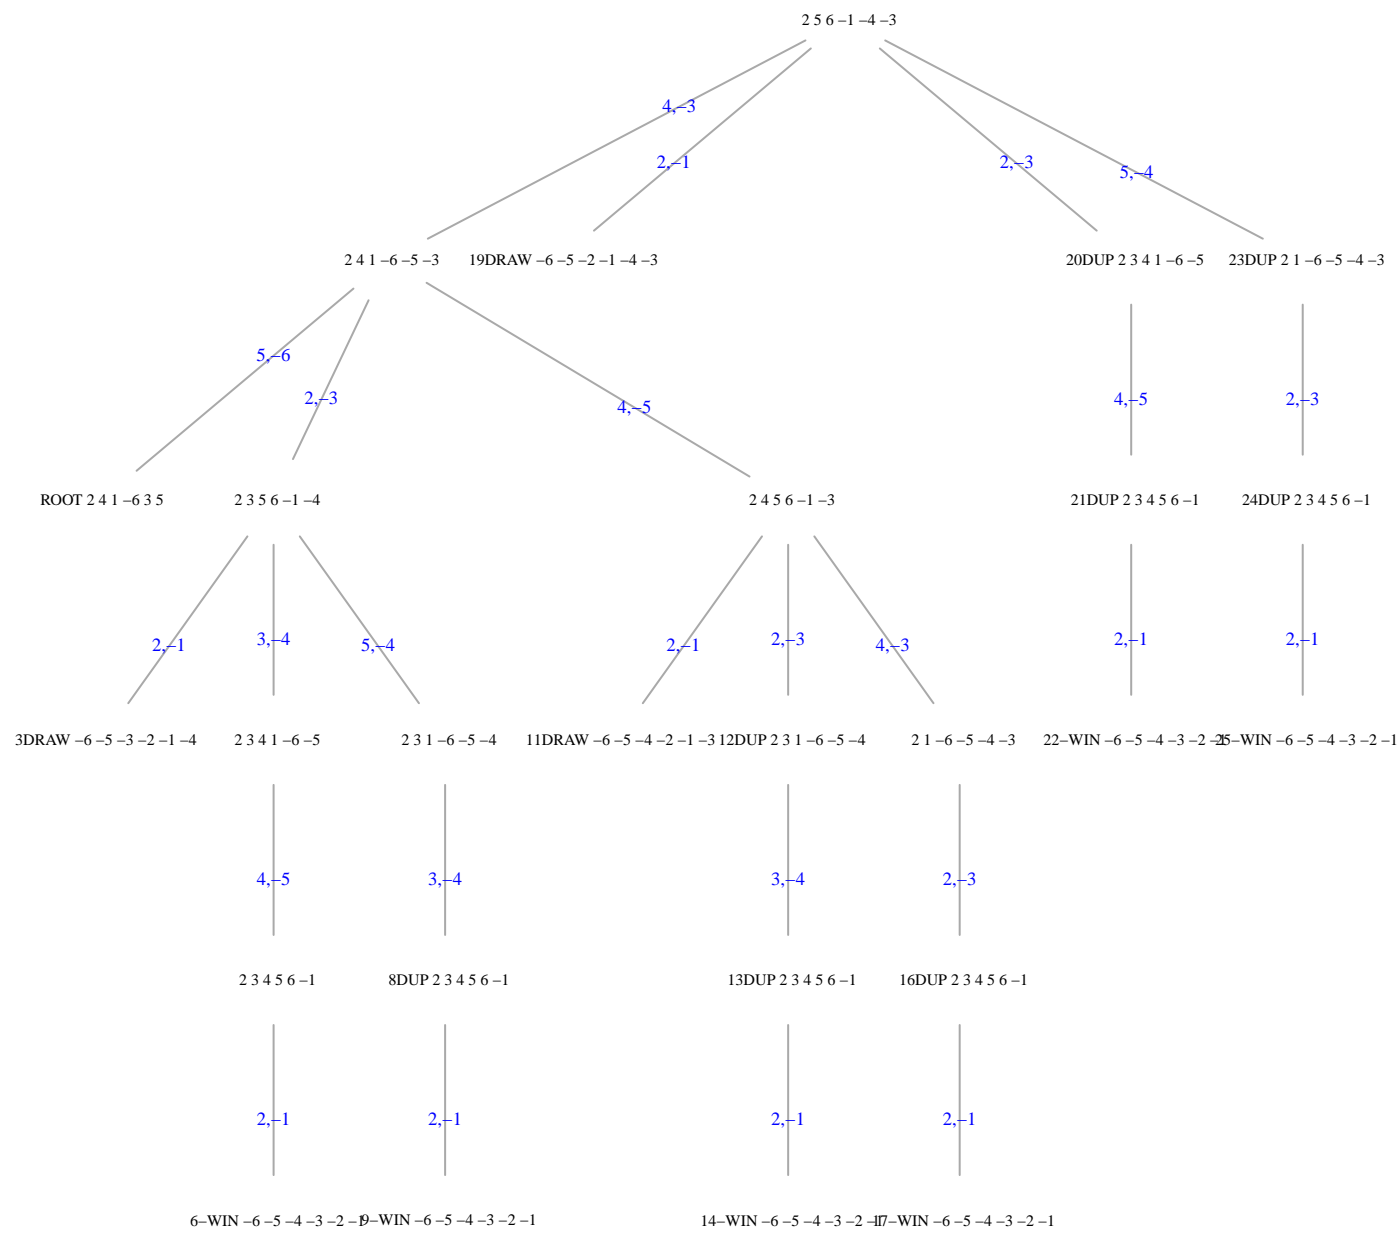 2 5 6 –1 –4 –3
4,–3
2,–1
2,–3
5,–4
2 4 1 –6 –5 –3
19DRAW –6 –5 –2 –1 –4 –3
20DUP 2 3 4 1 –6 –5
23DUP 2 1 –6 –5 –4 –3
5,–6
2,–3
4,–5
4,–5
2,–3
ROOT 2 4 1 –6 3 5
2 3 5 6 –1 –4
2 4 5 6 –1 –3
21DUP 2 3 4 5 6 –1
24DUP 2 3 4 5 6 –1
2,–1
3,–4
5,–4
2,–1
2,–3
4,–3
2,–1
2,–1
3DRAW –6 –5 –3 –2 –1 –4
2 3 4 1 –6 –5
2 3 1 –6 –5 –4
11DRAW –6 –5 –4 –2 –1 –3
12DUP 2 3 1 –6 –5 –4
2 1 –6 –5 –4 –3
22–WIN –6 –5 –4 –3 –2 –1
25–WIN –6 –5 –4 –3 –2 –1
4,–5
3,–4
3,–4
2,–3
2 3 4 5 6 –1
8DUP 2 3 4 5 6 –1
13DUP 2 3 4 5 6 –1
16DUP 2 3 4 5 6 –1
2,–1
2,–1
2,–1
2,–1
6–WIN –6 –5 –4 –3 –2 –1
9–WIN –6 –5 –4 –3 –2 –1
14–WIN –6 –5 –4 –3 –2 –1
17–WIN –6 –5 –4 –3 –2 –1